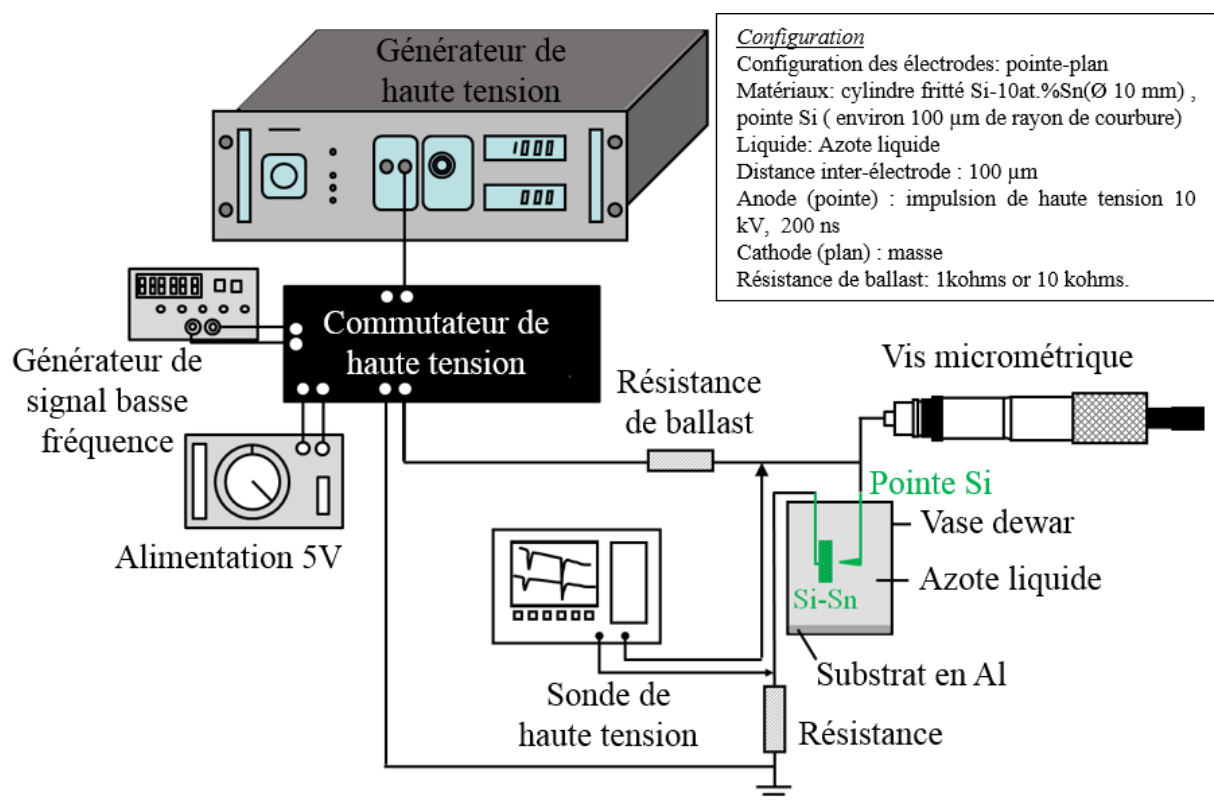 Générateur de
haute tension
1000
000
Configuration
Configuration des électrodes: pointe-plan
Matériaux: cylindre fritté Si-10at.%Sn(Ø 10 mm) ,
pointe Si ( environ 100 µm de rayon de courbure)
Liquide: Azote liquide
Distance inter-électrode : 100 µm
Anode (pointe) : impulsion de haute tension 10
kV, 200 ns
Cathode (plan) : masse
Résistance de ballast: 1kohms or 10 kohms.
Commutateur de
haute tension
Générateur de
signal basse
fréquence
Alimentation 5V
Résistance
de ballast
Vis micrométrique
Pointe Si
Vase dewar
Azote liquide
Si-Sn
Substrat en Al
Sonde de
haute tension
Résistance